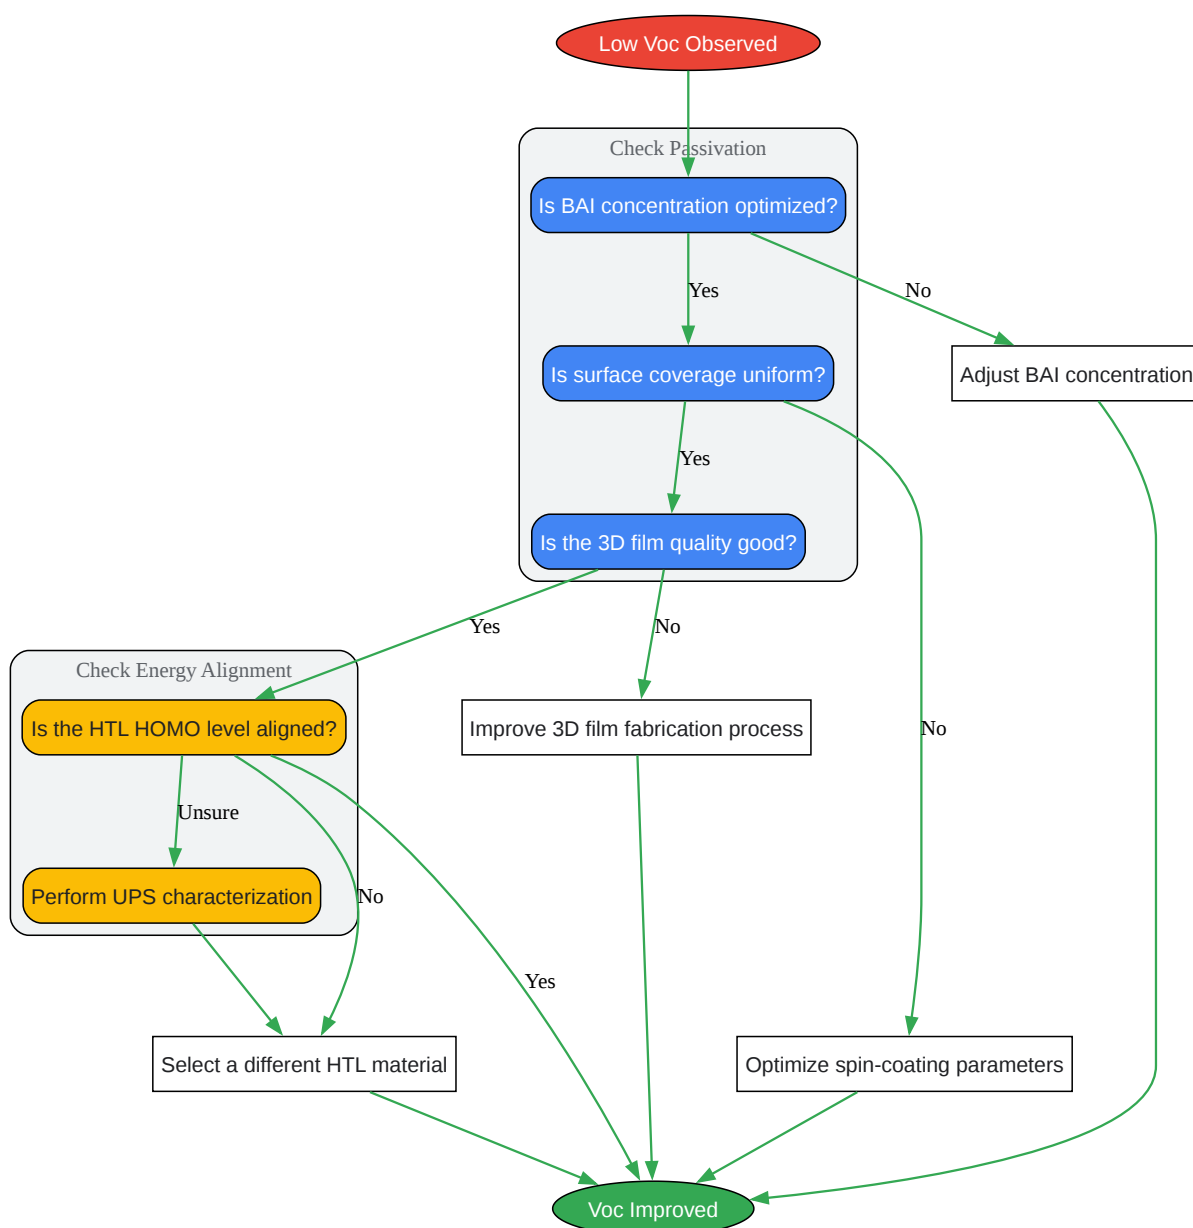 Low Voc Observed
Check Passivation
Is BAI concentration optimized?
Yes
No
Is surface coverage uniform?
Adjust BAI concentration
Yes
Is the 3D film quality good?
Yes
No
Check Energy Alignment
Is the HTL HOMO level aligned?
Improve 3D film fabrication process
No
Unsure
Perform UPS characterization
No
Yes
Select a different HTL material
Optimize spin-coating parameters
Voc Improved